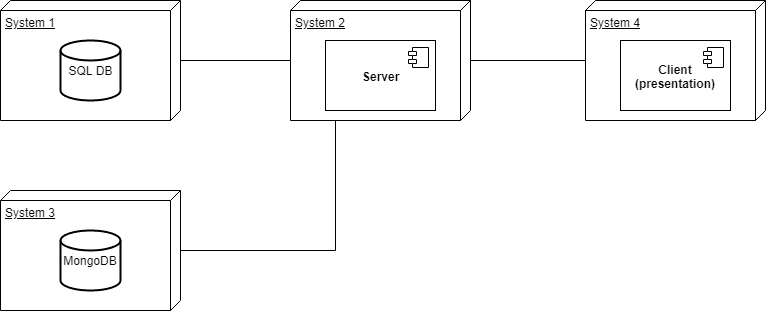 System 1
SQL DB
System 2
Server
System 4
Client
(presentation)
System 3
MongoDB